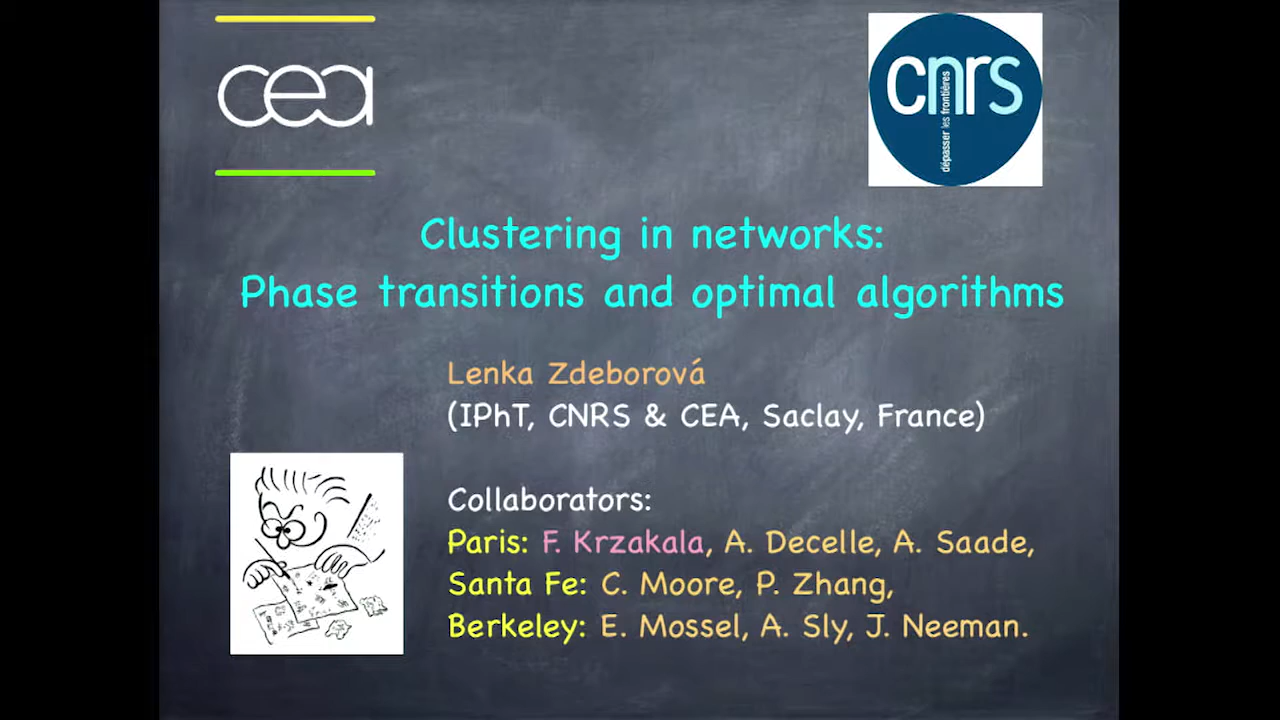 cea
cnrs
dépasser les frontières
Clustering in networks:
Phase transitions and optimal algorithms
Lenka Zdeborová
(IPhT, CNRS & CEA, Saclay, France)
Collaborators:
Paris: F. Krzakala, A. Decelle, A. Saade,
Santa Fe: C. Moore, P. Zhang,
Berkeley: E. Mossel, A. Sly, J. Neeman.